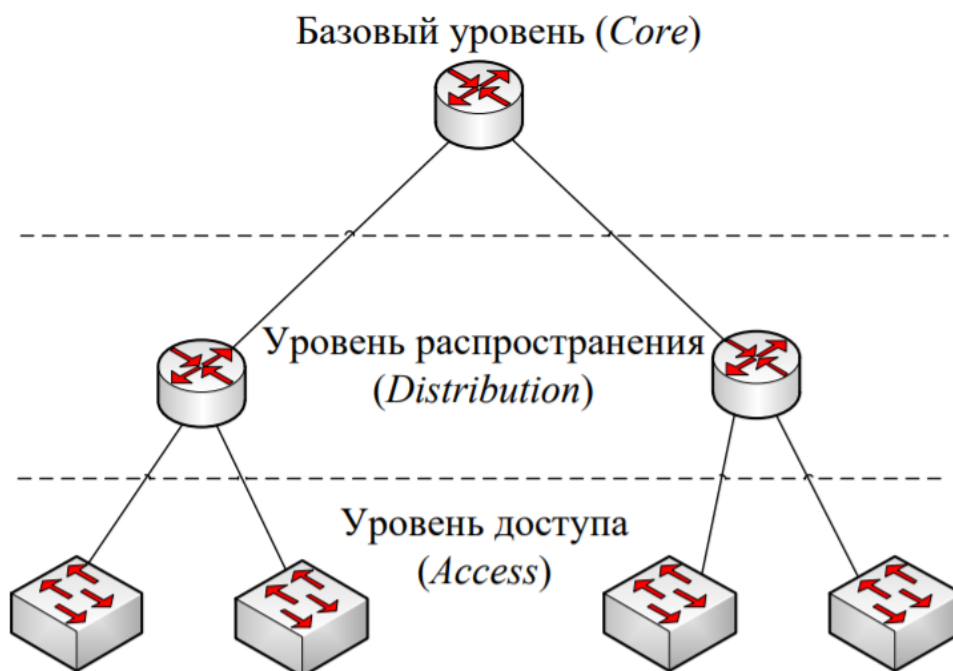 Базовый уровень (Core)
Уровень распространения
(Distribution)
Уровень доступа
(Access)